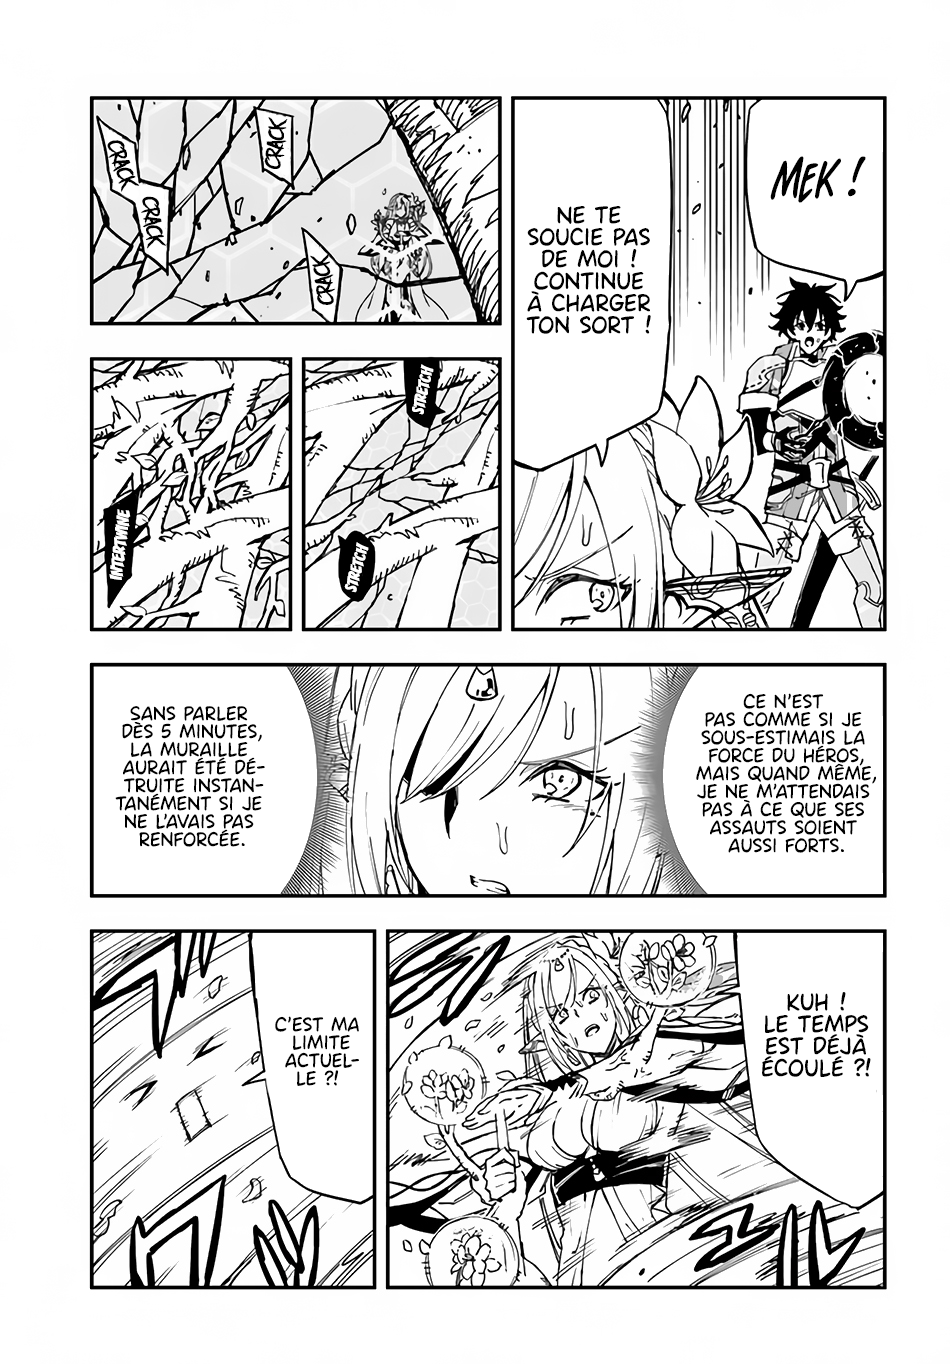 MEK !
NE TE
SOUCIE PAS
DE MOI !
CONTINUE
À CHARGER
TON SORT !
CRACK
CRACK
CRACK
CRACK
STRETCH
STRETCH
INTERTWINE
CE N'EST
PAS COMME SI JE
SOUS-ESTIMAIS LA
FORCE DU HÉROS,
MAIS QUAND MÊME,
JE NE M'ATTENDAIS
PAS À CE QUE SES
ASSAUTS SOIENT
AUSSI FORTS.
SANS PARLER
DÈS 5 MINUTES,
LA MURAILLE
AURAIT ÉTÉ DÉ-
TRUITE INSTAN-
TANÉMENT SI JE
NE L'AVAIS PAS
RENFORCÉE.
KUH !
LE TEMPS
EST DÉJÀ
ÉCOULÉ ?!
C'EST MA
LIMITE
ACTUEL-
LE ?!